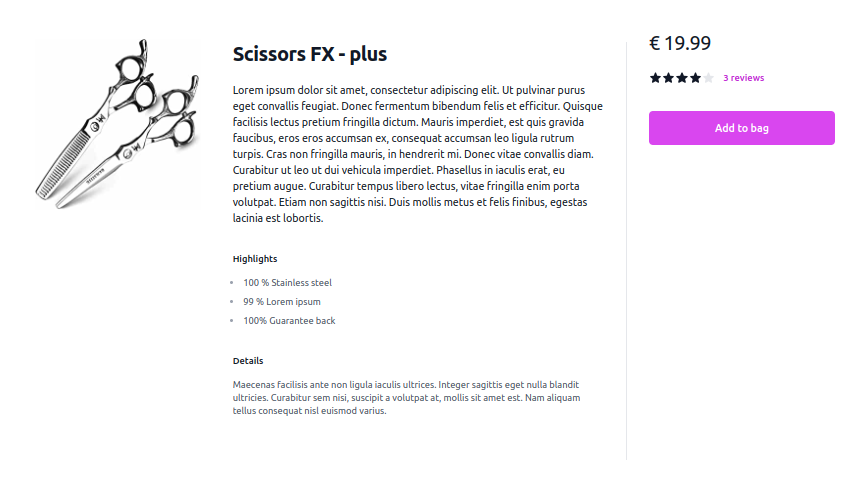 Scissors FX - plus
Lorem ipsum dolor sit amet, consectetur adipiscing elit. Ut pulvinar purus
eget convallis feugiat. Donec fermentum bibendum felis et efficitur. Quisque
facilisis lectus pretium fringilla dictum. Mauris imperdiet, est quis gravida
faucibus, eros eros accumsan ex, consequat accumsan leo ligula rutrum
turpis. Cras non fringilla mauris, in hendrerit mi. Donec vitae convallis diam.
Curabitur ut leo ut dui vehicula imperdiet. Phasellus in iaculis erat, eu
pretium augue. Curabitur tempus libero lectus, vitae fringilla enim porta
volutpat. Etiam non sagittis nisi. Duis mollis metus et felis finibus, egestas
lacinia est lobortis.
Highlights
100 % Stainless steel
99 % Lorem ipsum
100% Guarantee back
Details
Maecenas facilisis ante non ligula iaculis ultrices. Integer sagittis eget nulla blandit
ultricies. Curabitur sem nisi, suscipit a volutpat at, mollis sit amet est. Nam aliquam
tellus consequat nisl euismod varius.
€ 19.99
3 reviews
Add to bag